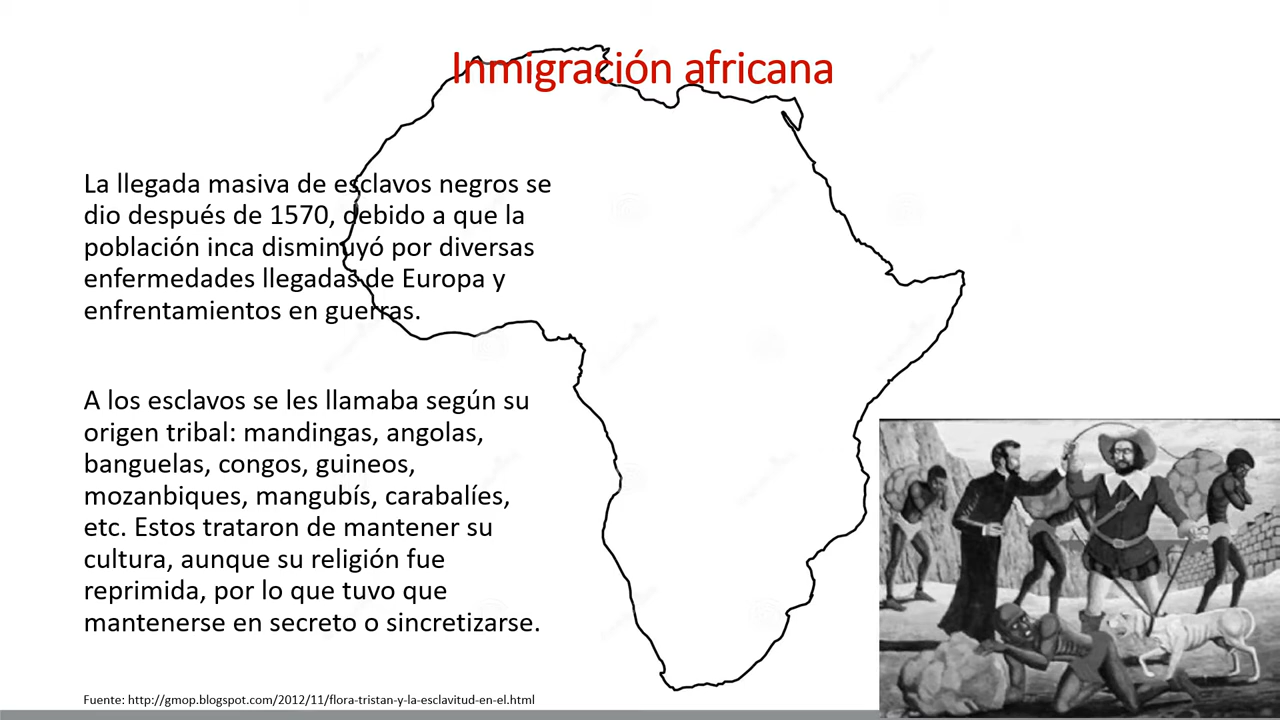 Inmigración africana
La llegada masiva de esclavos negros se
dio después de 1570, debido a que la
población inca disminuyó por diversas
enfermedades llegadas de Europa y
enfrentamientos en guerras.
A los esclavos se les llamaba según su
origen tribal: mandingas, angolas,
banguelas, congos, guineos,
mozanbiques, mangubís, carabalíes,
etc. Estos trataron de mantener su
cultura, aunque su religión fue
reprimida, por lo que tuvo que
mantenerse en secreto o sincretizarse.
Fuente: http://gmop.blogspot.com/2012/11/flora-tristan-y-la-esclavitud-en-el.html